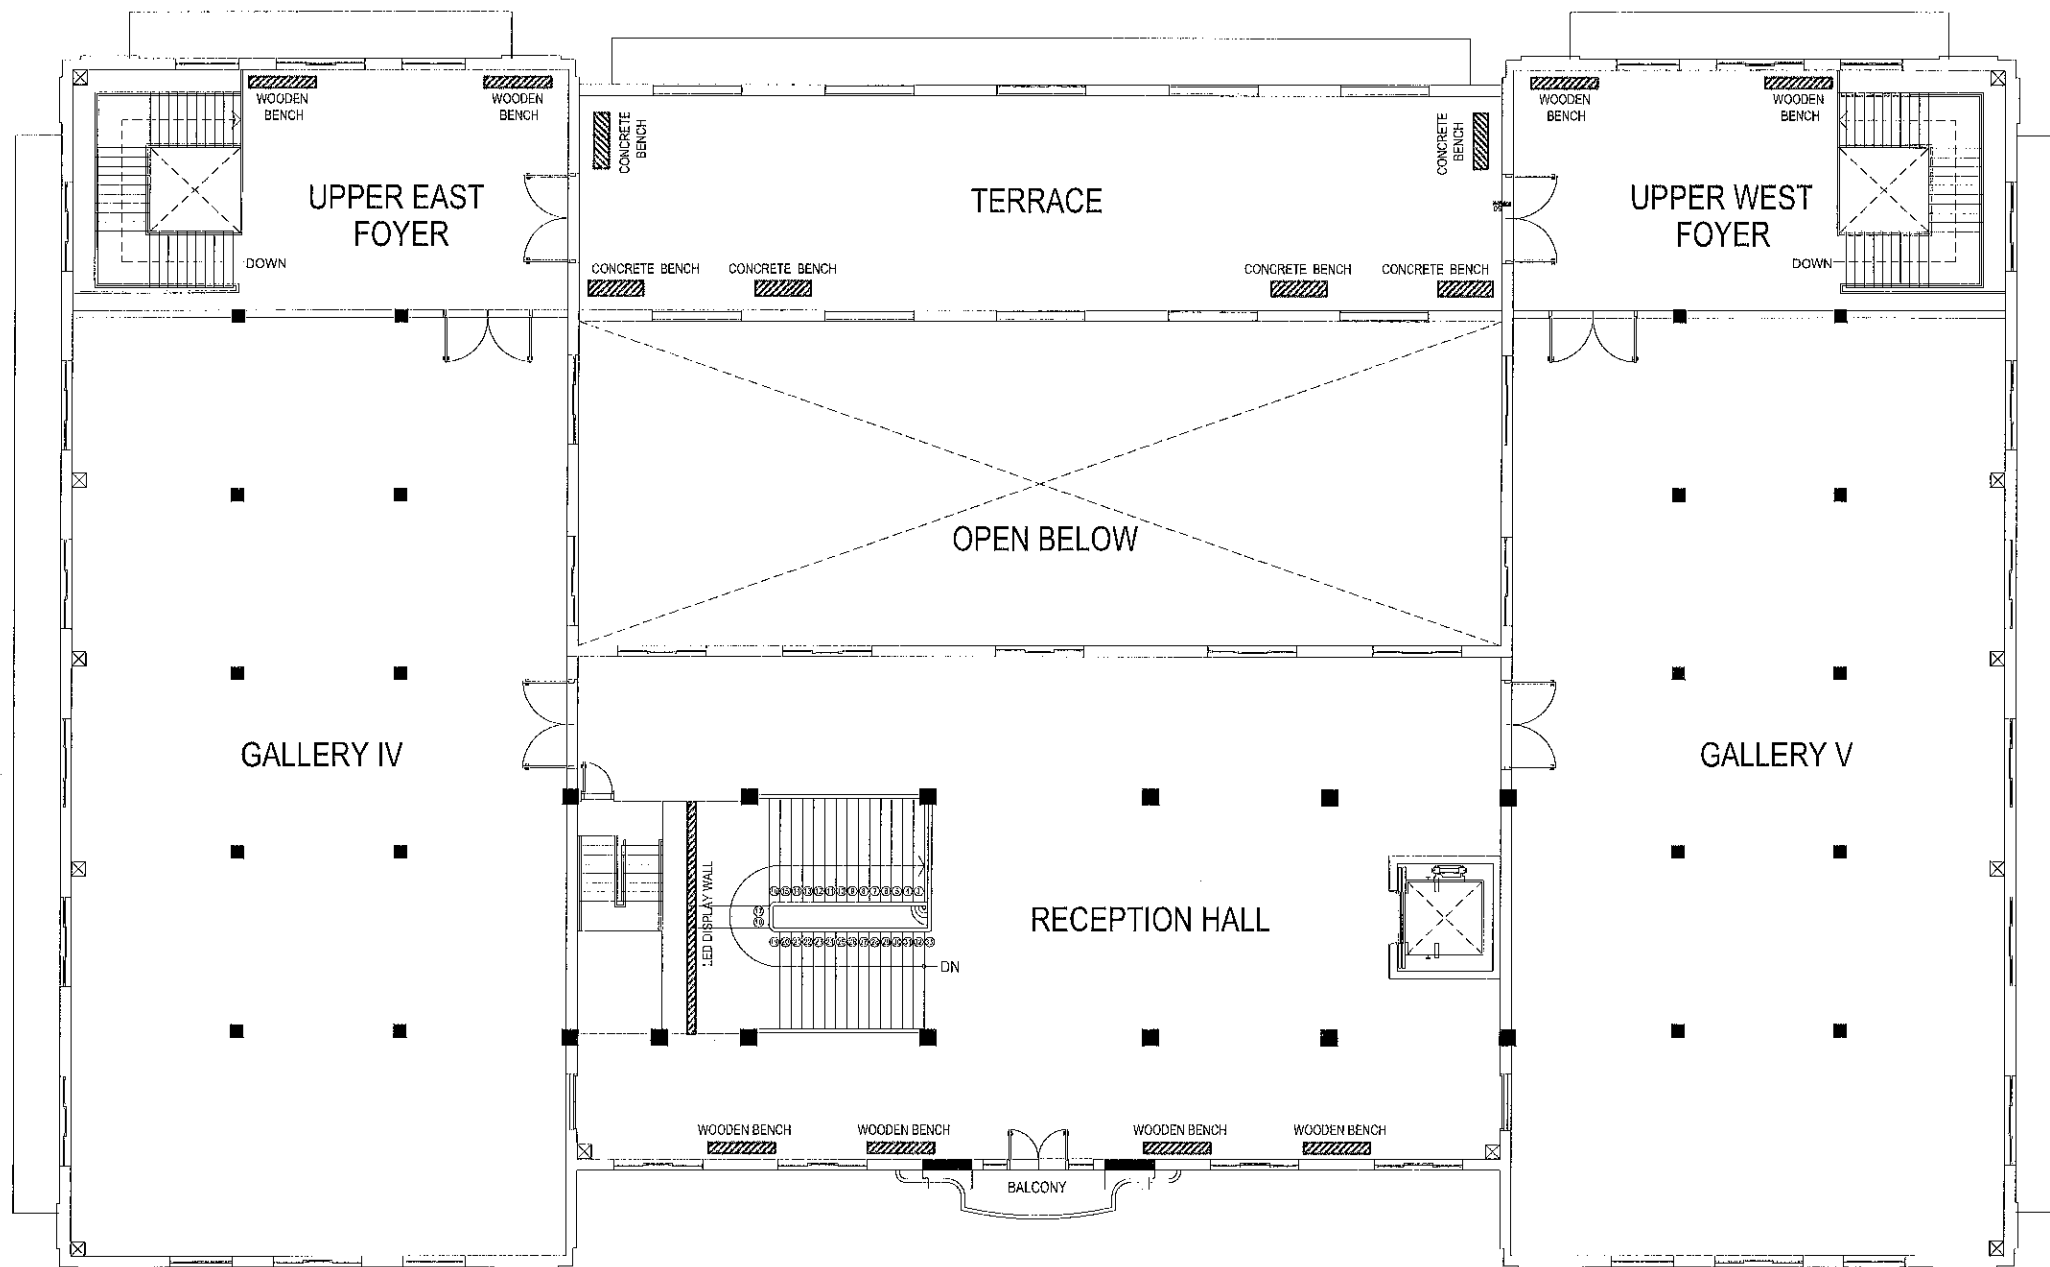 WOODEN
BENCH
WOODEN
BENCH
WOODEN
BENCH
WOODEN
BENCH
CONCRETE
BENCH
CONCRETE
BENCH
UPPER EAST
FOYER
TERRACE
UPPER WEST
FOYER
DOWN
DOWN
CONCRETE BENCH
CONCRETE BENCH
CONCRETE BENCH
CONCRETE BENCH
OPEN BELOW
GALLERY IV
GALLERY V
LED DISPLAY WALL
RECEPTION HALL
DN
WOODEN BENCH
WOODEN BENCH
WOODEN BENCH
WOODEN BENCH
BALCONY